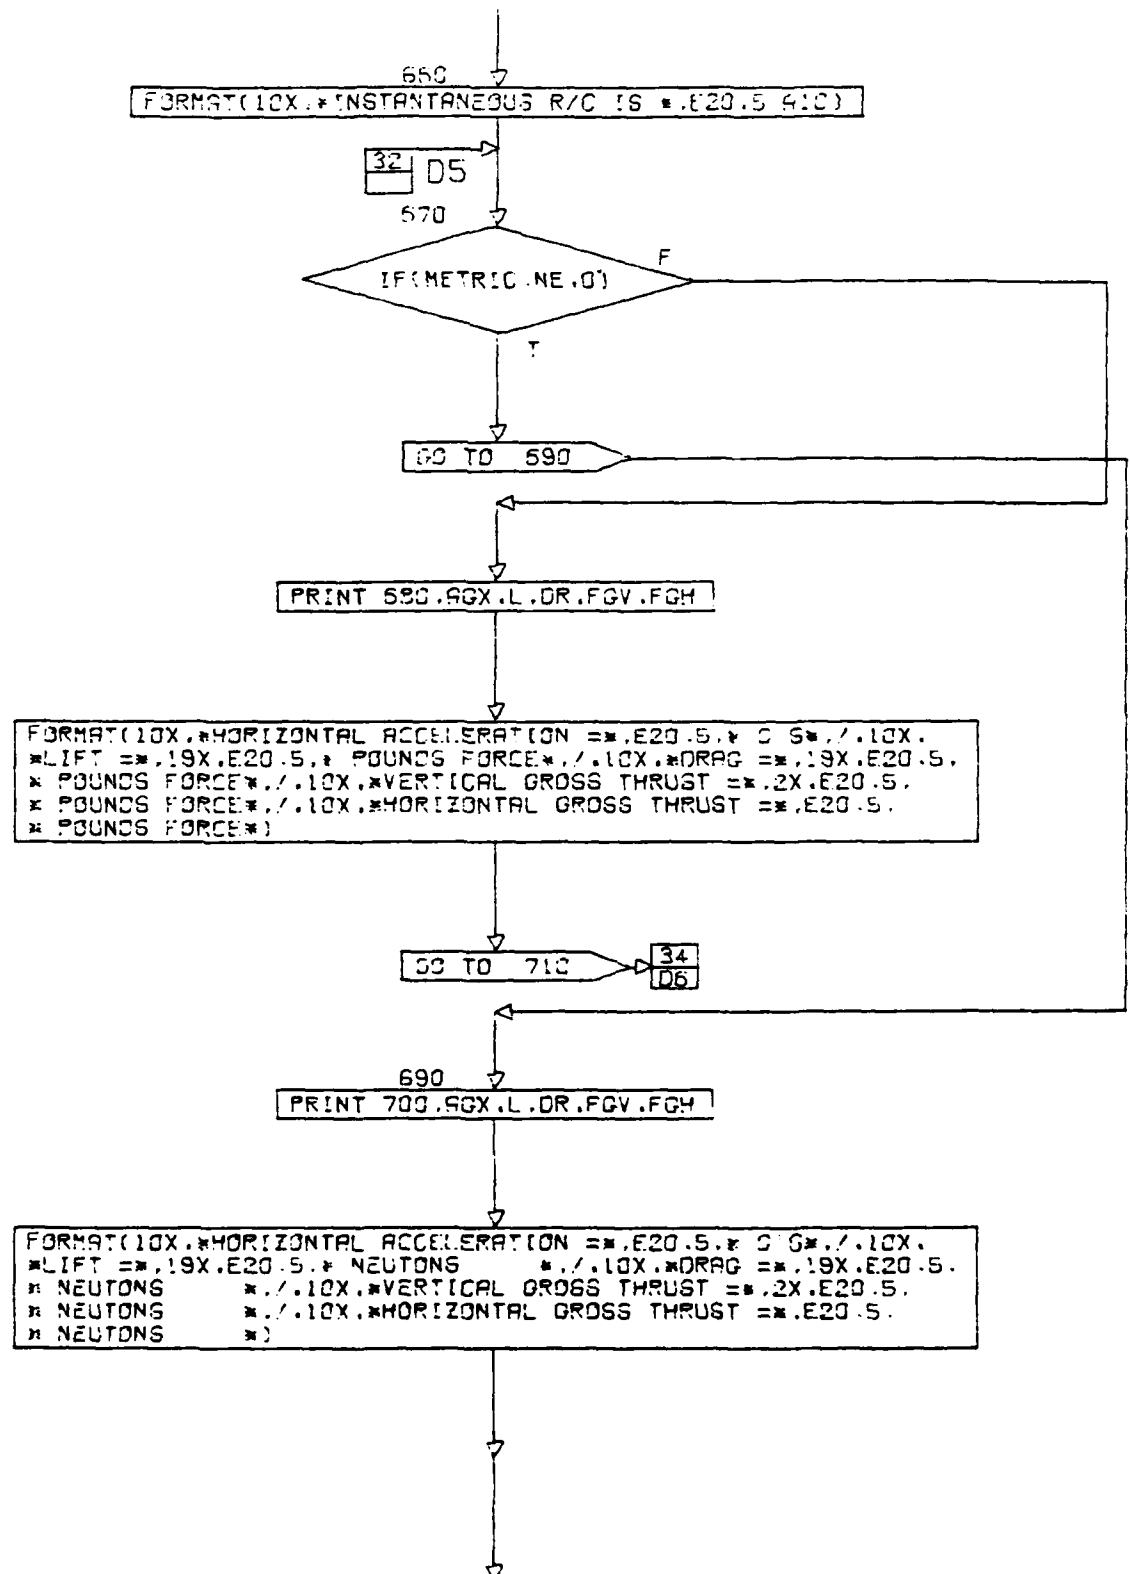 660
FORMAT(10X,*INSTANTANEOUS R/C IS *,E20.5,A10)
32
D5
670
IF(METRIC.NE.0)
F
T
GO TO 690
PRINT 680,AGX,L,DR,FGV,FGH
FORMAT(10X,*HORIZONTAL ACCELERATION =*,E20.5,* G S*,/,10X,
*LIFT =*,19X,E20.5,* POUNDS FORCE*,/,10X,*DRAG =*,19X,E20.5,
* POUNDS FORCE*,/,10X,*VERTICAL GROSS THRUST =*,2X,E20.5,
* POUNDS FORCE*,/,10X,*HORIZONTAL GROSS THRUST =*,E20.5,
* POUNDS FORCE*)
GO TO 710
34
D6
690
PRINT 700,AGX,L,DR,FGV,FGH
FORMAT(10X,*HORIZONTAL ACCELERATION =*,E20.5,* G S*,/,10X,
*LIFT =*,19X,E20.5,* NEUTONS *,/,10X,*DRAG =*,19X,E20.5,
* NEUTONS *,/,10X,*VERTICAL GROSS THRUST =*,2X,E20.5,
* NEUTONS *,/,10X,*HORIZONTAL GROSS THRUST =*,E20.5,
* NEUTONS *)